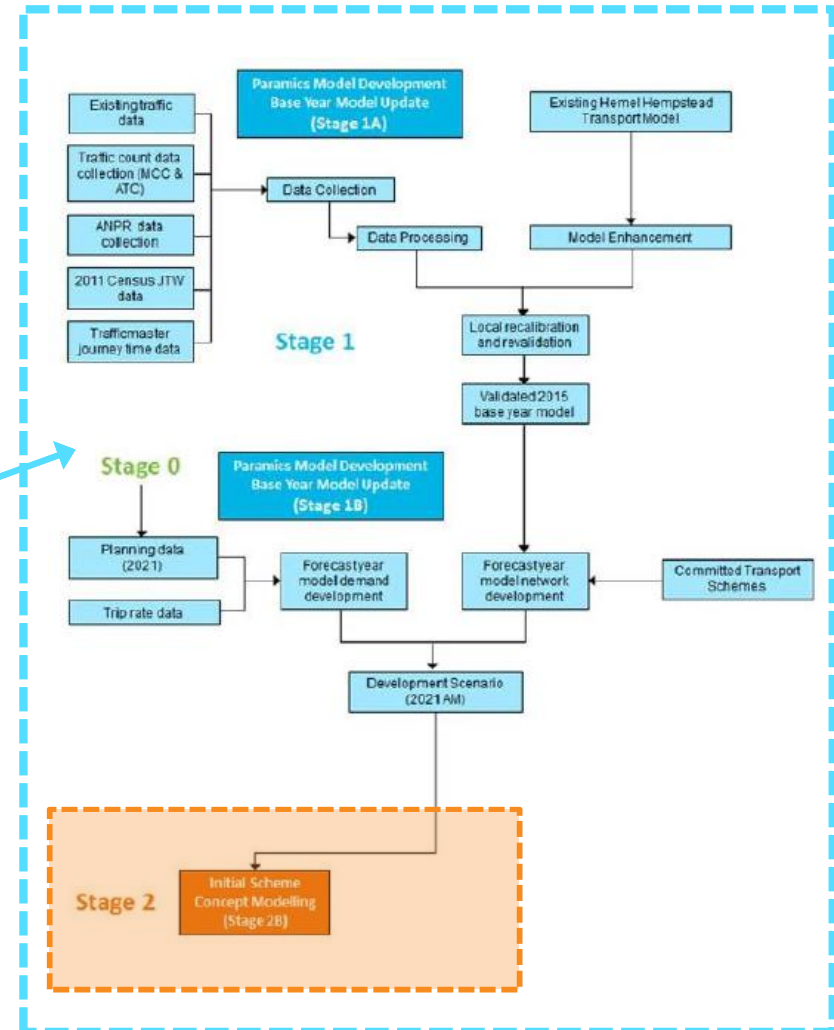 Paramics Model Development
Base Year Model Update
(Stage 1A)
Existing traffic
data
Traffic count data
collection (MCC &
ATC)
ANPR data
collection
2011 Census JTW
data
Trafficmaster
journey time data
Data Collection
Data Processing
Existing Hemel Hempstead
Transport Model
Model Enhancement
Stage 1
Local recalibration
and revalidation
Validated 2015
base year model
Stage 0
Paramics Model Development
Base Year Model Update
(Stage 1B)
Planning data
(2021)
Trip rate data
Forecast year
model demand
development
Forecast year
model network
development
Committed Transport
Schemes
Development Scenario
(2021 AM)
Stage 2
Initial Scheme
Concept Modelling
(Stage 2B)